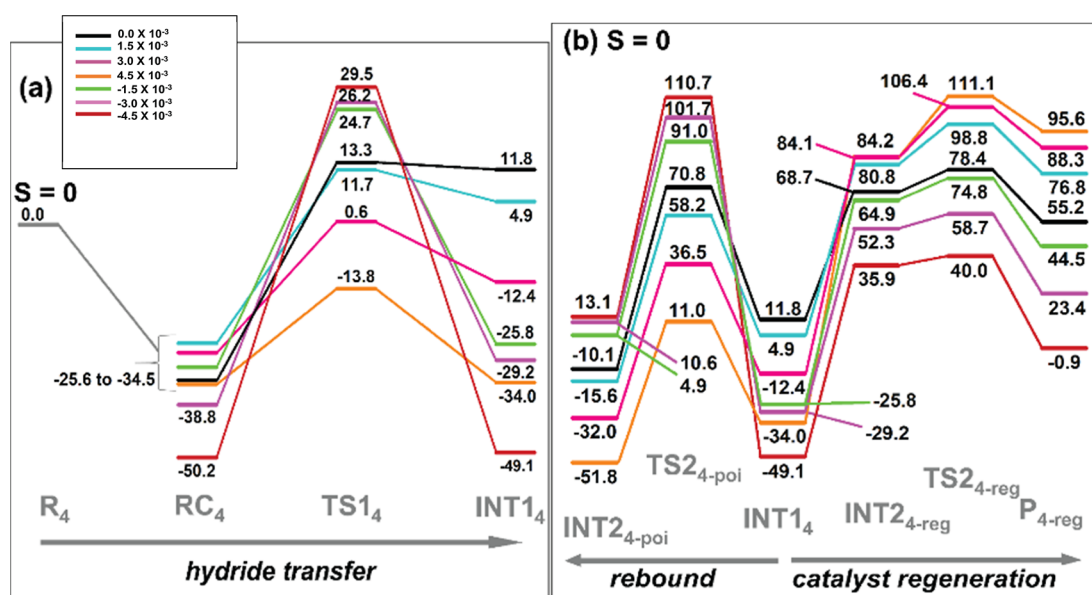 0.0 X 10-3
1.5 X 10-3
3.0 X 10-3
4.5 X 10-3
-1.5 X 10-3
-3.0 X 10-3
-4.5 X 10-3
(a)
S = 0
0.0
-25.6 to -34.5
-38.8
-50.2
29.5
26.2
24.7
13.3
11.7
0.6
-13.8
11.8
4.9
-12.4
-25.8
-29.2
-34.0
-49.1
R4
RC4
TS14
INT14
hydride transfer
(b) S = 0
13.1
10.6
4.9
-10.1
-15.6
-32.0
-51.8
110.7
101.7
91.0
70.8
58.2
36.5
11.0
11.8
4.9
-12.4
-25.8
-29.2
-34.0
-49.1
84.1
68.7
84.2
80.8
64.9
52.3
35.9
106.4
111.1
98.8
78.4
74.8
58.7
40.0
95.6
88.3
76.8
55.2
44.5
23.4
-0.9
INT24-poi
TS24-poi
INT14
INT24-reg
TS24-reg
P4-reg
rebound
catalyst regeneration